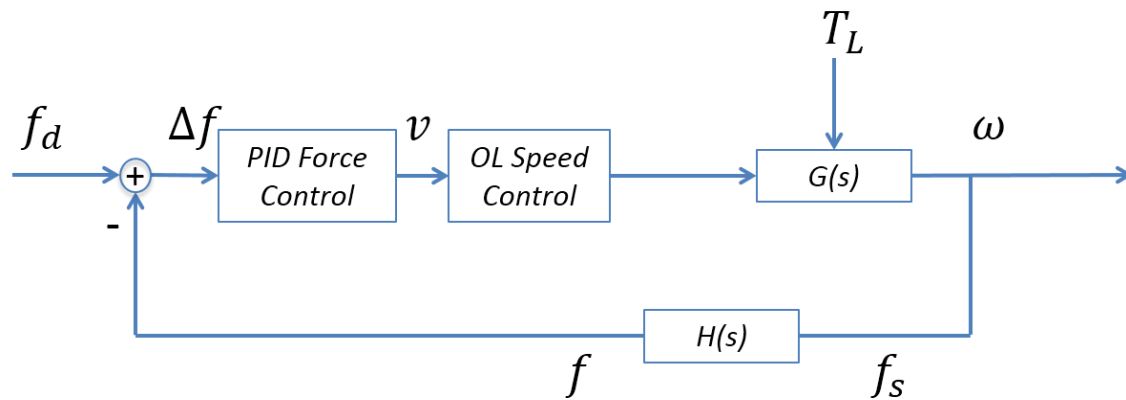 T_L
f_d
Δf
v
ω
+
-
PID Force
Control
OL Speed
Control
G(s)
H(s)
f
f_s